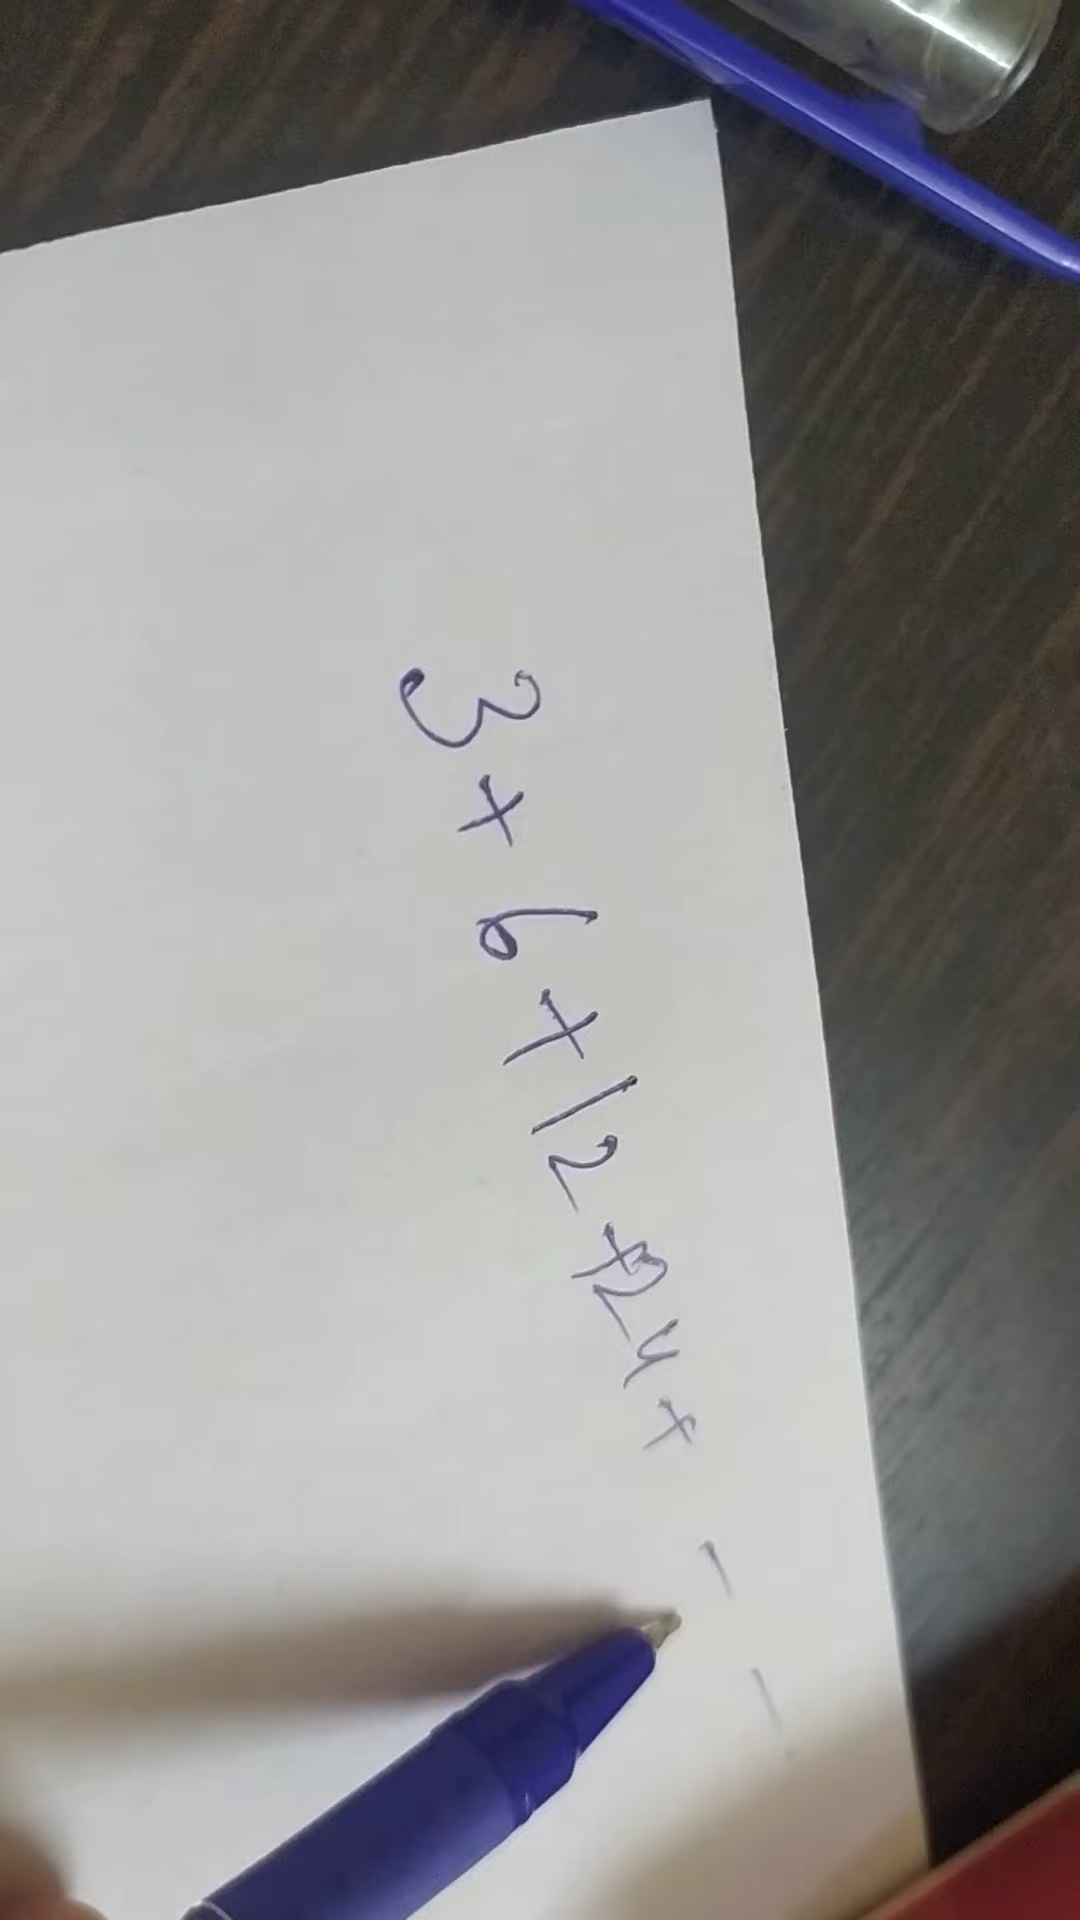 3 + 6 + 12 + 24 + - -